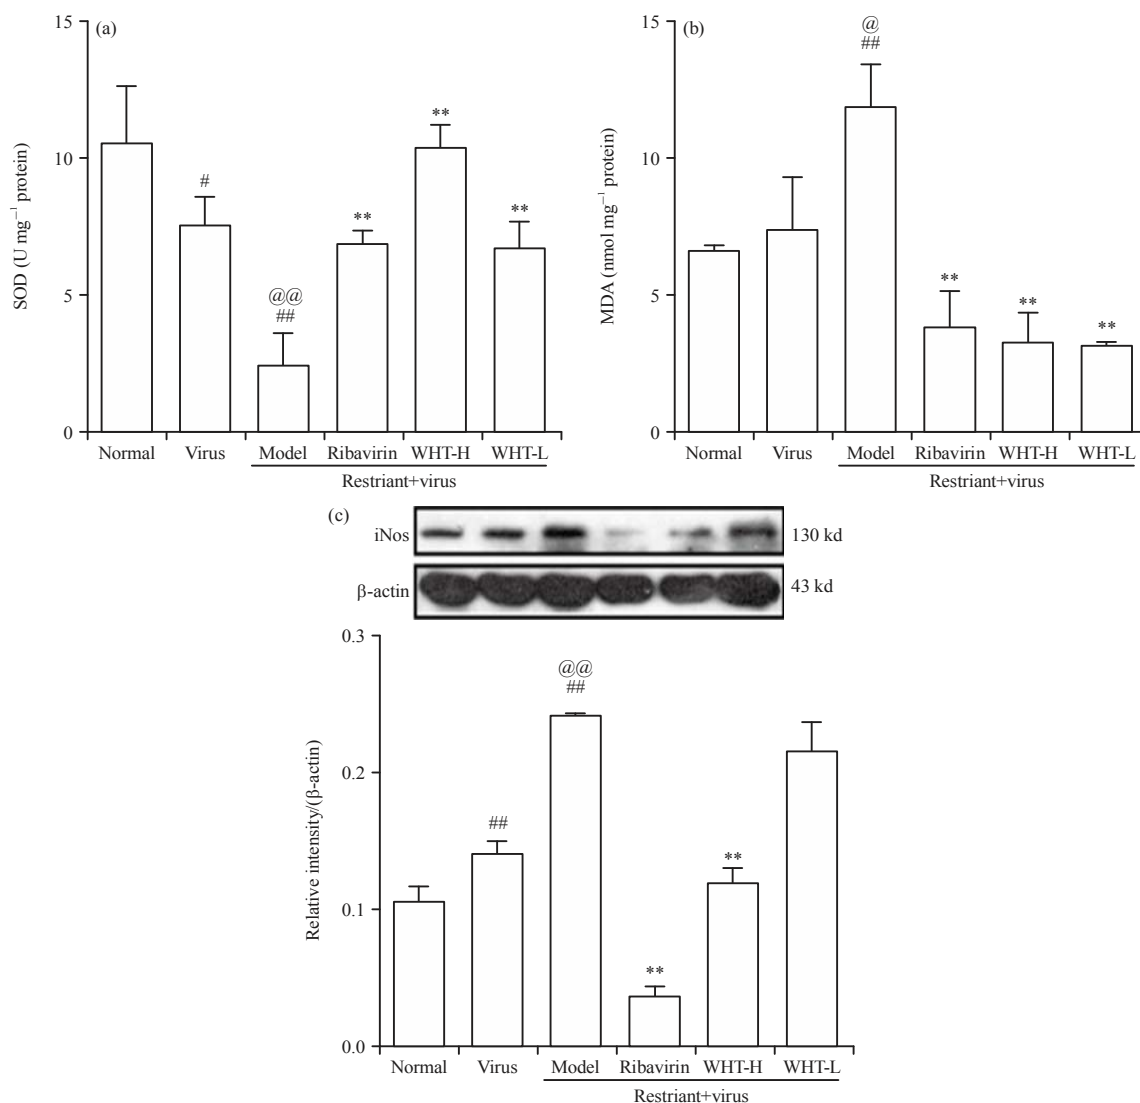 (a)
15
10
5
0
SOD (U mg⁻¹ protein)
#
@@
##
**
**
**
Normal Virus Model Ribavirin WHT-H WHT-L
Restriant+virus
(b)
15
10
5
0
MDA (nmol mg⁻¹ protein)
@
##
**
**
**
Normal Virus Model Ribavirin WHT-H WHT-L
Restriant+virus
(c)
iNos 130 kd
β-actin 43 kd
0.3
0.2
0.1
0.0
Relative intensity/(β-actin)
##
@@
##
**
**
Normal Virus Model Ribavirin WHT-H WHT-L
Restriant+virus